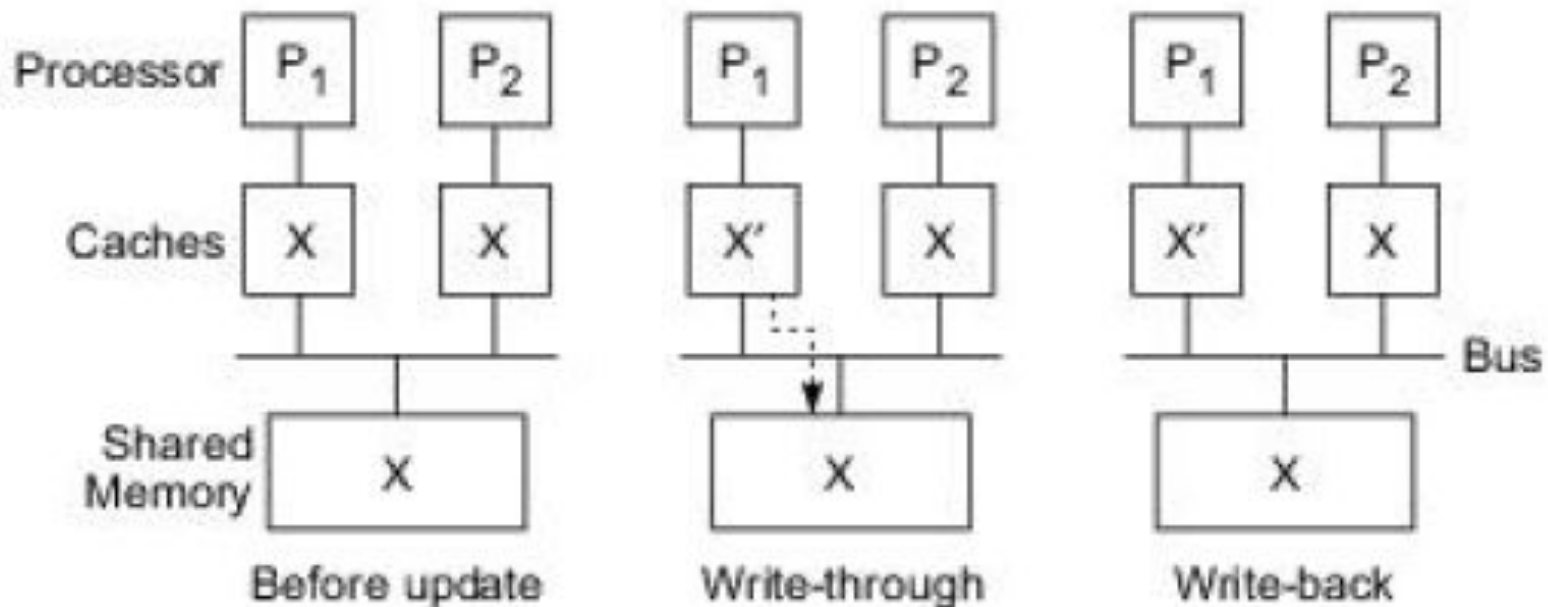 Processor P1 P2 P1 P2 P1 P2
Caches X X X' X X' X
Bus
Shared
Memory
X X X
Before update Write-through Write-back